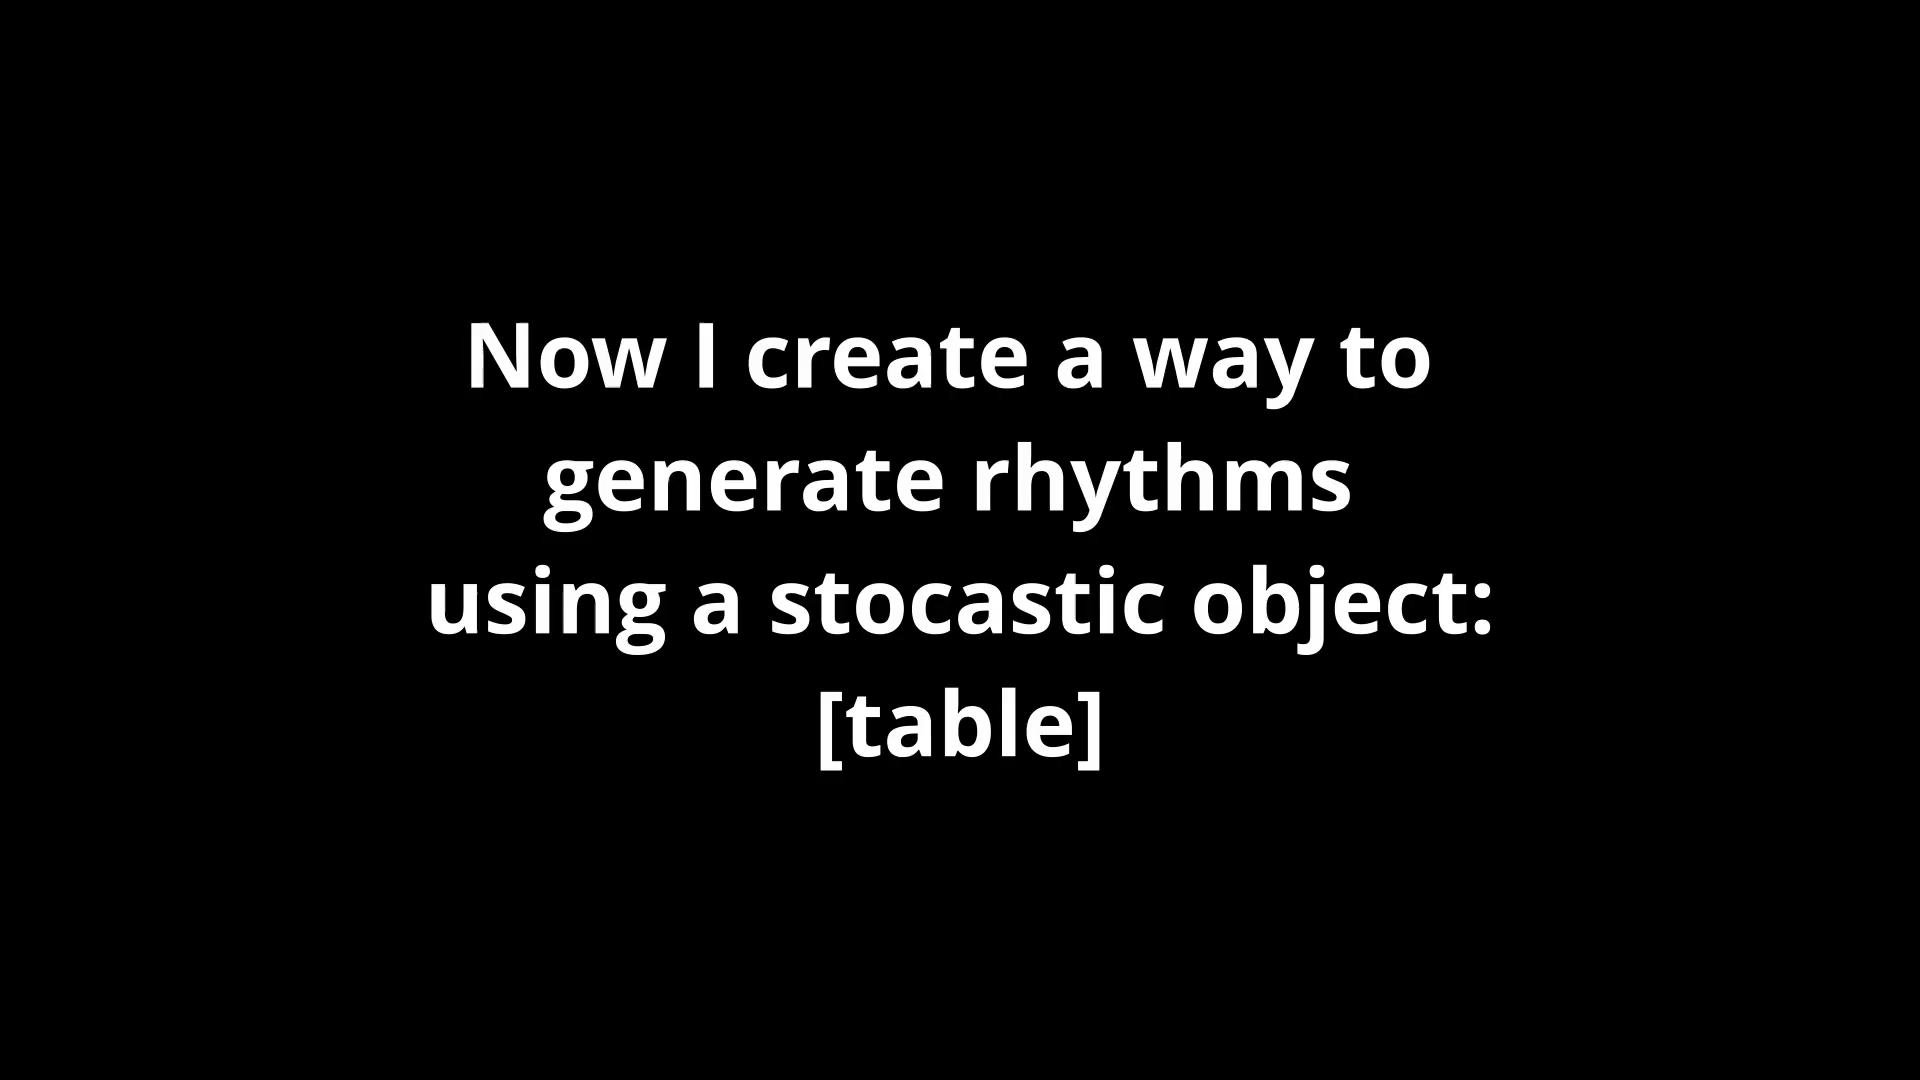 Now I create a way to
generate rhythms
using a stocastic object:
[table]